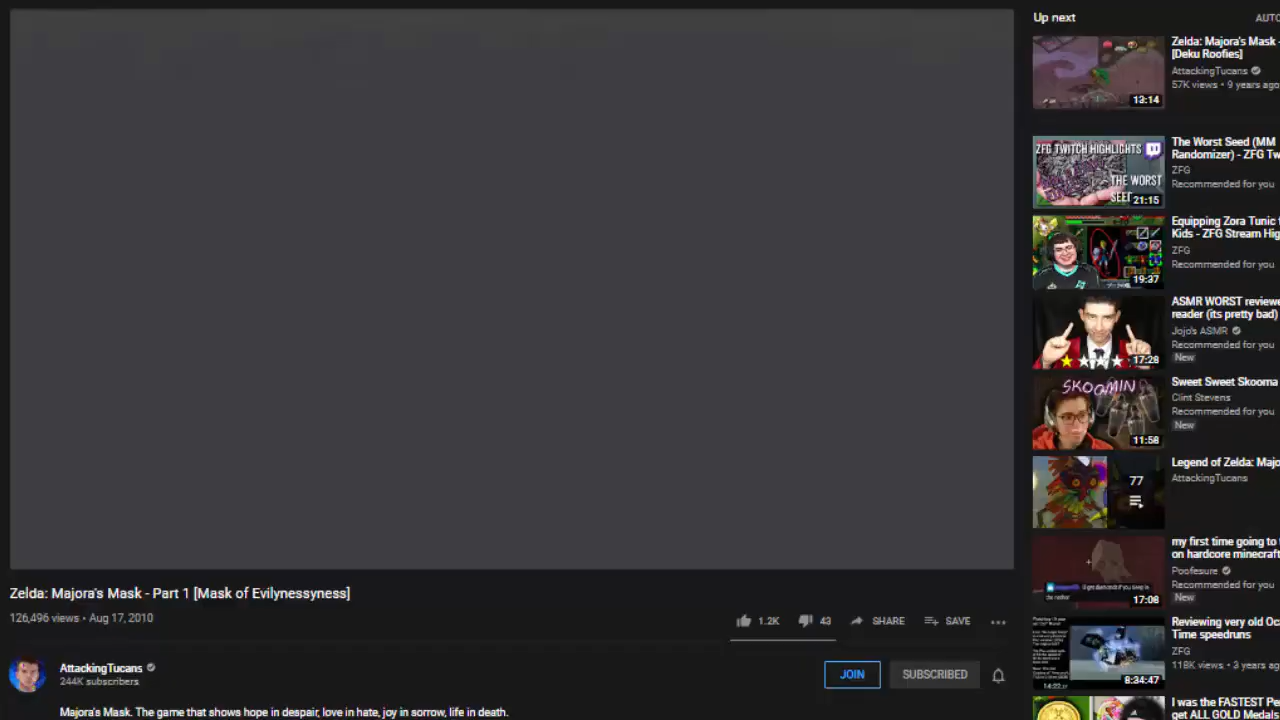 Up next
AUTO
Zelda: Majora's Mask -
[Deku Roofies]
AttackingTucans
57K views • 9 years ago
13:14
ZFG TWITCH HIGHLIGHTS
THE WORST
21:15
The Worst Seed (MM
Randomizer) - ZFG Tw
ZFG
Recommended for you
Equipping Zora Tunic
Kids - ZFG Stream Hig
ZFG
Recommended for you
19:37
ASMR WORST reviewe
reader (its pretty bad)
Jojo's ASMR
Recommended for you
New
17:28
SKOOMIN
Sweet Sweet Skooma
Clint Stevens
Recommended for you
New
11:58
77
Legend of Zelda: Majo
AttackingTucans
my first time going to
on hardcore minecraft
Poofesure
Recommended for you
New
17:08
Reviewing very old Oc
Time speedruns
ZFG
118K views • 3 years ago
8:34:47
I was the FASTEST Pe
get ALL GOLD Medals
Zelda: Majora's Mask - Part 1 [Mask of Evilynessyness]
126,496 views • Aug 17, 2010
1.2K
43
SHARE
SAVE
AttackingTucans
244K subscribers
JOIN
SUBSCRIBED
Majora's Mask. The game that shows hope in despair, love in hate, joy in sorrow, life in death.